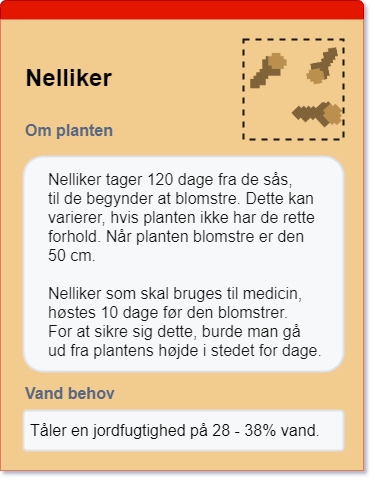 Nelliker
Om planten
Nelliker tager 120 dage fra de sås,
til de begynder at blomstre. Dette kan
varierer, hvis planten ikke har de rette
forhold. Når planten blomstre er den
50 cm.
Nelliker som skal bruges til medicin,
høstes 10 dage før den blomstrer.
For at sikre sig dette, burde man gå
ud fra plantens højde i stedet for dage.
Vand behov
Tåler en jordfugtighed på 28 - 38% vand.